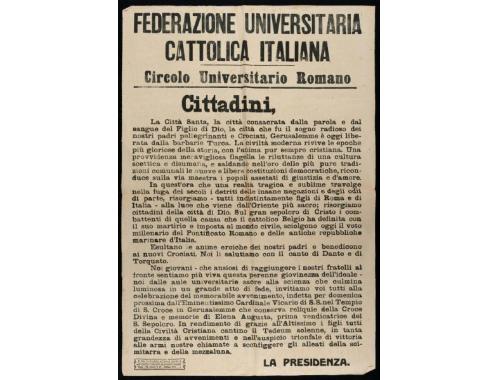 FEDERAZIONE UNIVERSITARIA
CATTOLICA ITALIANA
Circolo Universitario Romano
Cittadini,
La Città Santa, la città consacrata dalla parola e dal
sangue del Figlio di Dio, la città che fu il sogno radioso dei
nostri padri pellegrinanti e Crociati, Gerusalemme è oggi libe-
rata dalla barbarie Turca. La civiltà moderna rivive le epoche
più gloriose della storia, con l'anima pur sempre cristiana. Una
provvidenza meravigliosa flagella le riluttanze di una cultura
scettica e disumana, e saldando nell'oro delle più pure tradi-
zioni comunali le nuove e libere costituzioni democratiche, ricon-
duce sulla via maestra i popoli assetati di giustizia e d'amore.
In quest'ora che una realtà tragica e sublime travolge
nella fuga dei secoli i detriti delle insane negazioni e degli odii
di parte, risorgiamo - tutti indistintamente figli di Roma e di
Italia - alla luce che viene dall'Oriente più sacro; risorgiamo
cittadini della città di Dio. Sul gran sepolcro di Cristo i com-
battenti di quella causa che il cattolico Belgio ha definita con
il suo martirio e imposta al mondo civile, sciolgono oggi il voto
millenario del Pontificato Romano e delle antiche repubbliche
marinare d'Italia.
Esultano le anime eroiche dei nostri padri e benedicono
ai nuovi Crociati. Noi li salutiamo con il canto di Dante e di
Torquato.
Noi giovani - che ansiosi di raggiungere i nostri fratelli al
fronte sentiamo più viva questa perenne giovinezza dell'ideale -
noi dalle aule universitarie sacre alla scienza che culmina
luminosa in un grande atto di fede, invitiamo voi tutti alla
celebrazione del memorabile avvenimento, indetta per domenica
prossima dall'Eminentissimo Cardinale Vicario di S.S. nel Tempio
di S. Croce in Gerusalemme che conserva reliquie della Croce
Divina e memorie di Elena Augusta, prima vendicatrice del
S. Sepolcro. In rendimento di grazie all'Altissimo i figli tutti
della Civiltà Cristiana cantino il Tedeum solenne, in tanta
grandezza di avvenimenti e nell'auspicio trionfale di vittoria
alle armi nostre chiamate a sconfiggere gli alleati della sci-
mitarra e della mezzaluna.
LA PRESIDENZA.